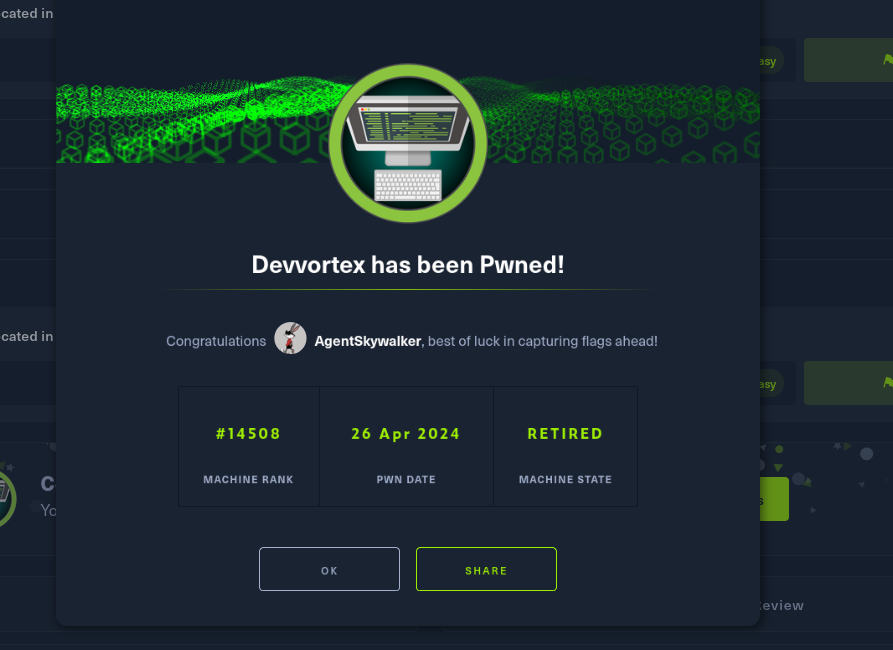 cated in
asy
Devvortex has been Pwned!
Congratulations AgentSkywalker, best of luck in capturing flags ahead!
#14508 26 Apr 2024 RETIRED
MACHINE RANK PWN DATE MACHINE STATE
cated in
asy
C
Yo
s
OK SHARE
eview